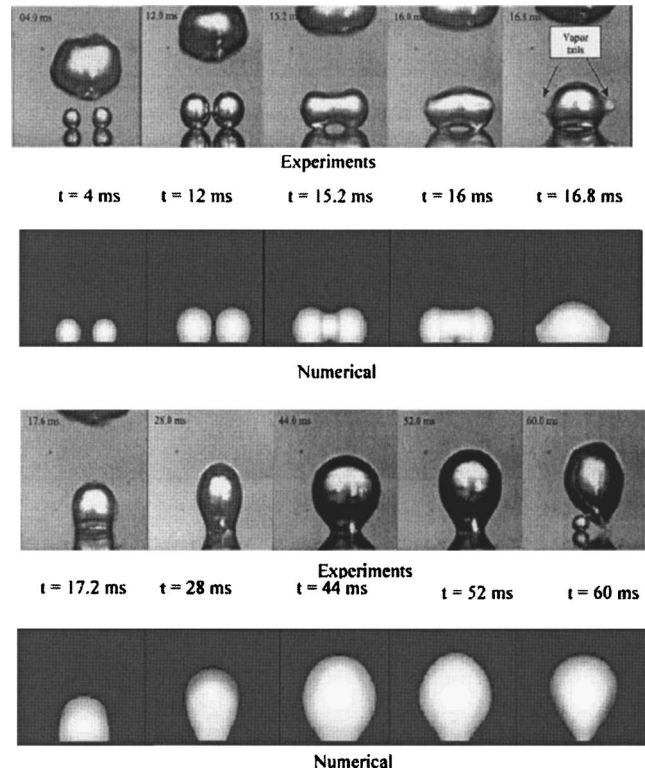 04.0 ms 12.0 ms 15.2 ms 16.0 ms 16.8 ms
Vapor
tails
Experiments
t = 4 ms t = 12 ms t = 15.2 ms t = 16 ms t = 16.8 ms
Numerical
17.6 ms 28.0 ms 44.0 ms 52.0 ms 60.0 ms
Experiments
t = 17.2 ms t = 28 ms t = 44 ms t = 52 ms t = 60 ms
Numerical